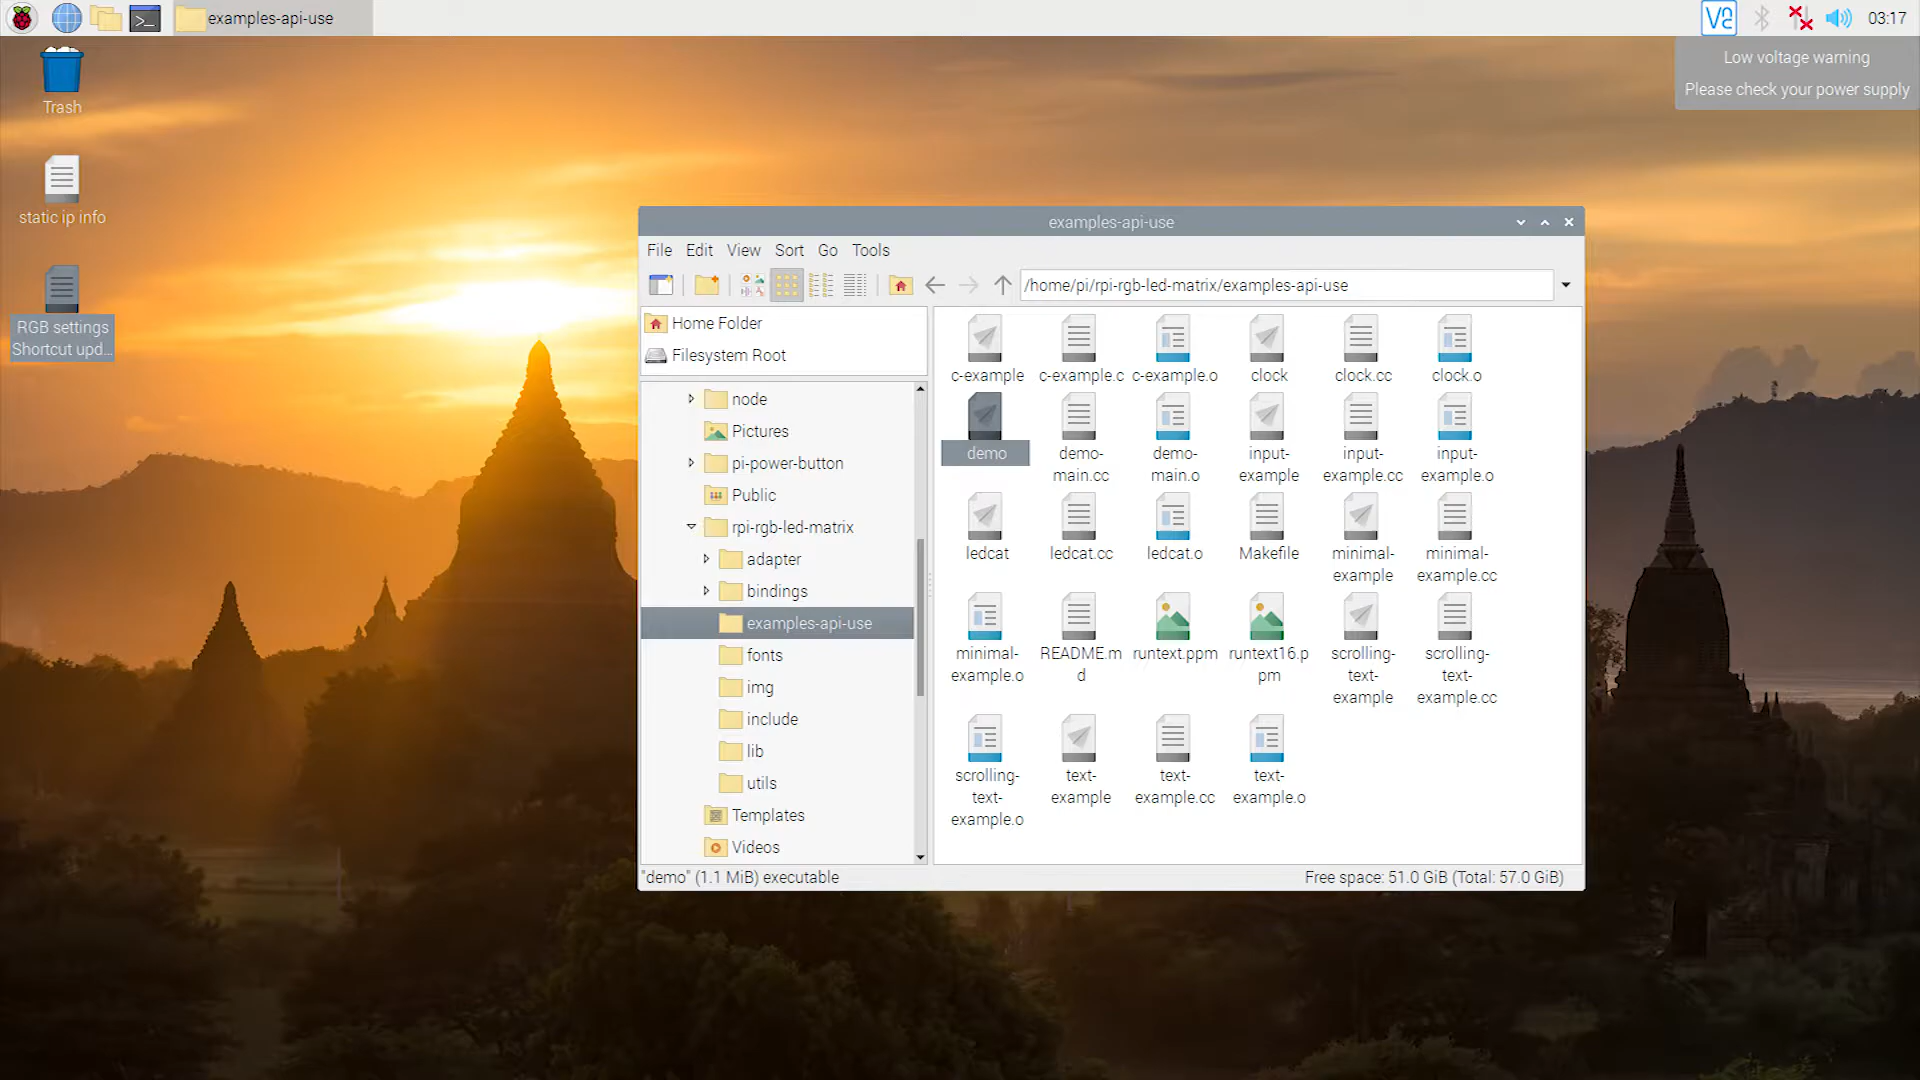 examples-api-use
VNC
03:17
Low voltage warning
Please check your power supply
Trash
static ip info
RGB settings
Shortcut upd...
examples-api-use
File Edit View Sort Go Tools
/home/pi/rpi-rgb-led-matrix/examples-api-use
Home Folder
Filesystem Root
node
Pictures
pi-power-button
Public
rpi-rgb-led-matrix
adapter
bindings
examples-api-use
fonts
img
include
lib
utils
Templates
Videos
c-example c-example.c c-example.o clock clock.cc clock.o
demo demo- demo- input- input- input-
main.cc main.o example example.cc example.o
ledcat ledcat.cc ledcat.o Makefile minimal- minimal-
example example.cc
minimal- README.m runtext.ppm runtext16.p scrolling- scrolling-
example.o d pm text- text-
example example.cc
scrolling- text- text- text-
text- example example.cc example.o
example.o
"demo" (1.1 MiB) executable
Free space: 51.0 GiB (Total: 57.0 GiB)